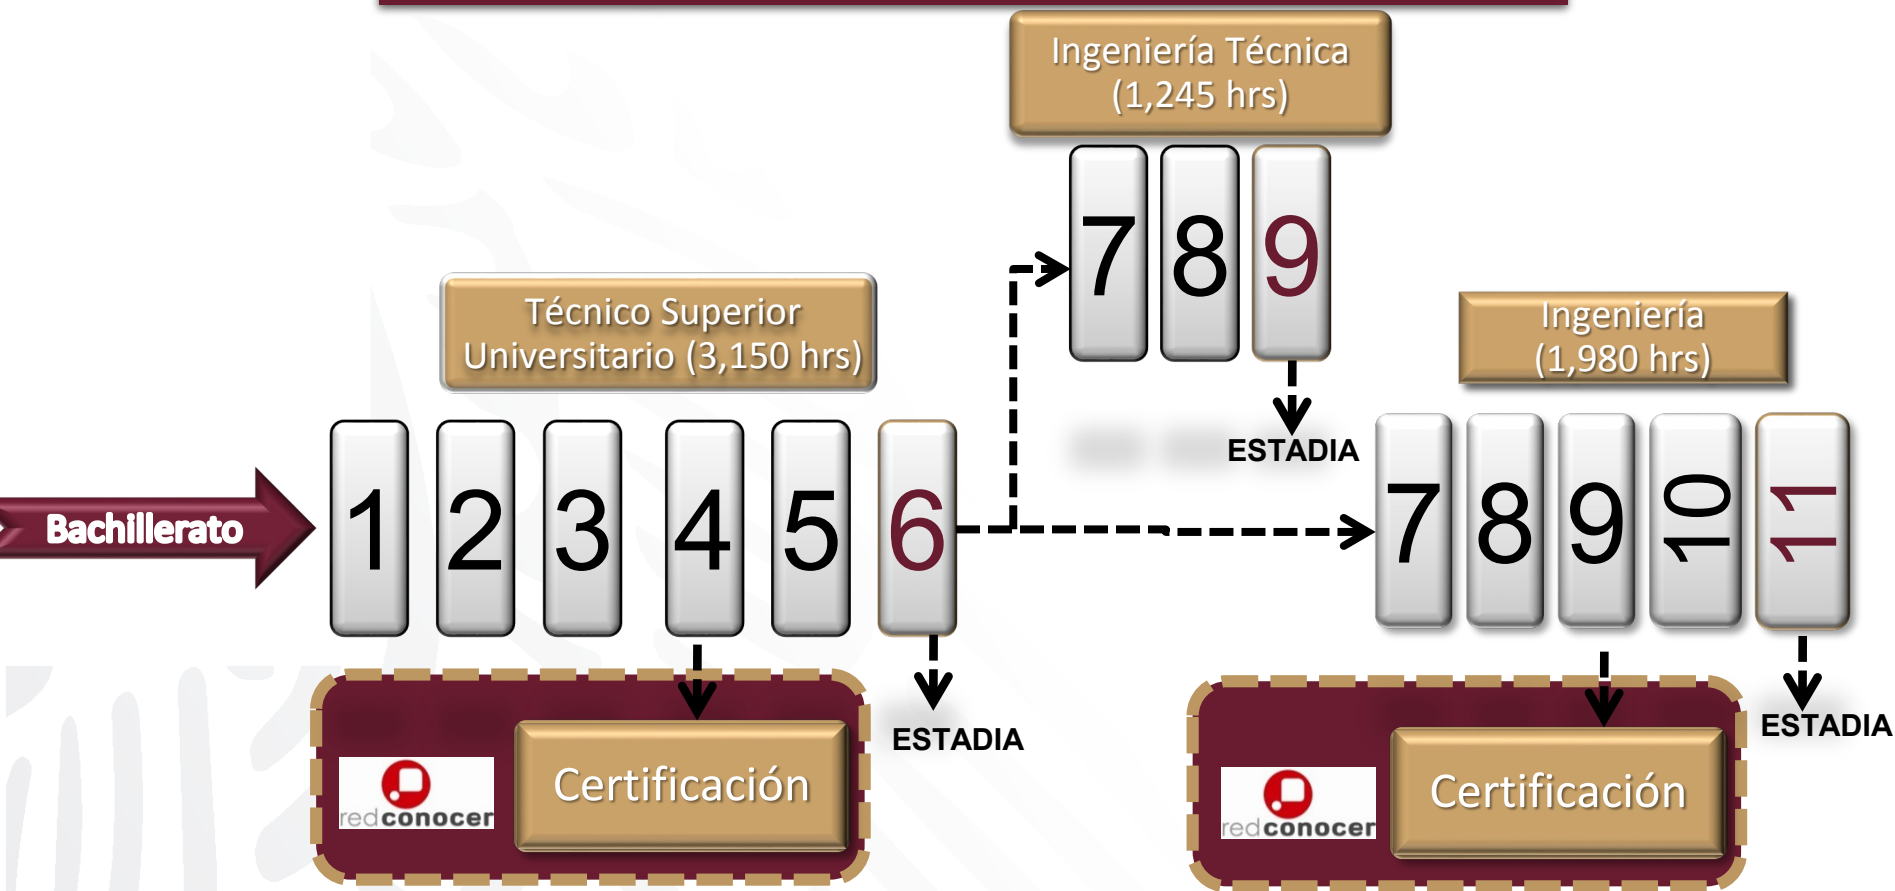 Ingeniería Técnica
(1,245 hrs)
7 8 9
ESTADIA
Técnico Superior
Universitario (3,150 hrs)
Ingeniería
(1,980 hrs)
Bachillerato
1 2 3 4 5 6
7 8 9 10 11
ESTADIA
ESTADIA
redconocer
Certificación
redconocer
Certificación